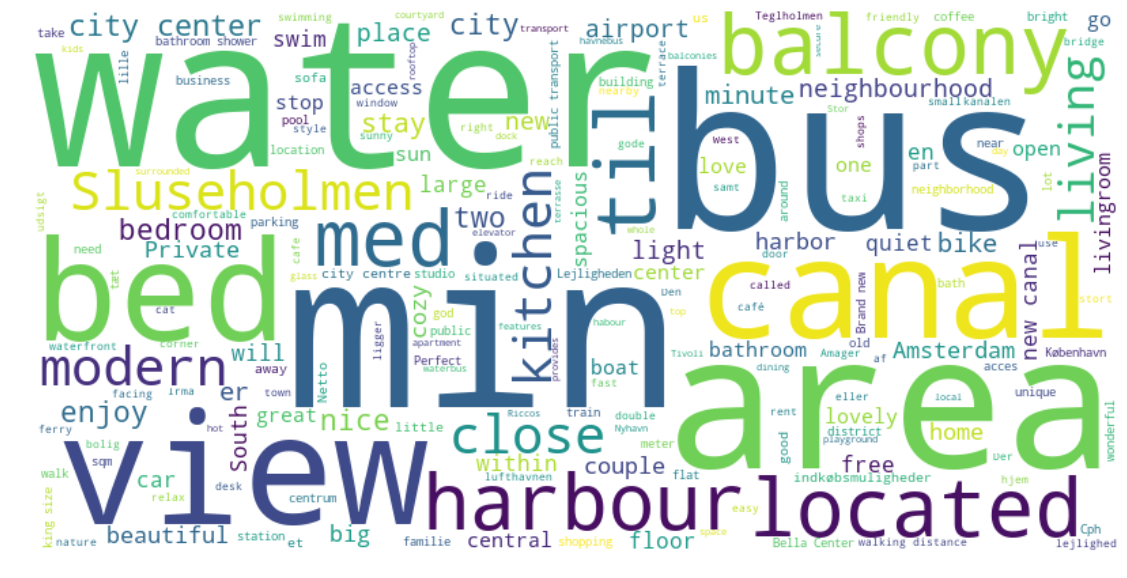 take
city center
swimming
courtyard
transport
us
Teglholmen
friendly
coffee
bright
go
kids
bathroom shower
swim
place
city
havnebus
airport
balconies
balcony
bridge
water
lille
business
sofa
rooftop
access
window
terrace
building
nearby
secure
minute
neighbourhood
small
kanalen
living
stop
pool
style
sunny
stay
right
new
dock
public transport
til
bus
Stor
shops
West
near
day
location
sun
gode
love
one
en
part
open
surrounded
reach
samt
around
taxi
neighborhood
lot
Sluseholmen
large
ride
kitchen
terrasse
spacious
whole
udsigt
comfortable
parking
two
elevator
bedroom
med
light
harbor
door
quiet
bike
use
livingroom
need
Private
cafe
bed
tæt
glass
city centre
studio
situated
Lejligheden
center
called
bath
Den
café
Brand new
canal
new canal
stort
cat
min
cozy
god
public
features
habour
top
old
waterfront
corner
ligger
apartment
Perfect
waterbus
provides
Tivoli
bathroom
Amager
af
Amsterdam
acces
København
modern
will
away
boat
fast
dining
area
facing
Irma
er
town
Netto
train
double
rent
eller
local
unique
enjoy
South
great
nice
little
Riccos
Nyhavn
close
meter
good
playground
district
lovely
home
wonderful
ferry
bolig
hot
view
within
couple
flat
free
Der
walk
sqm
car
relax
desk
centrum
lufthavnen
indkøbsmuligheder
hjem
king size
harbour
easy
located
nature
beautiful
station
et
big
familie
central
shopping
floor
space
Bella Center
walking distance
Cph
lejlighed